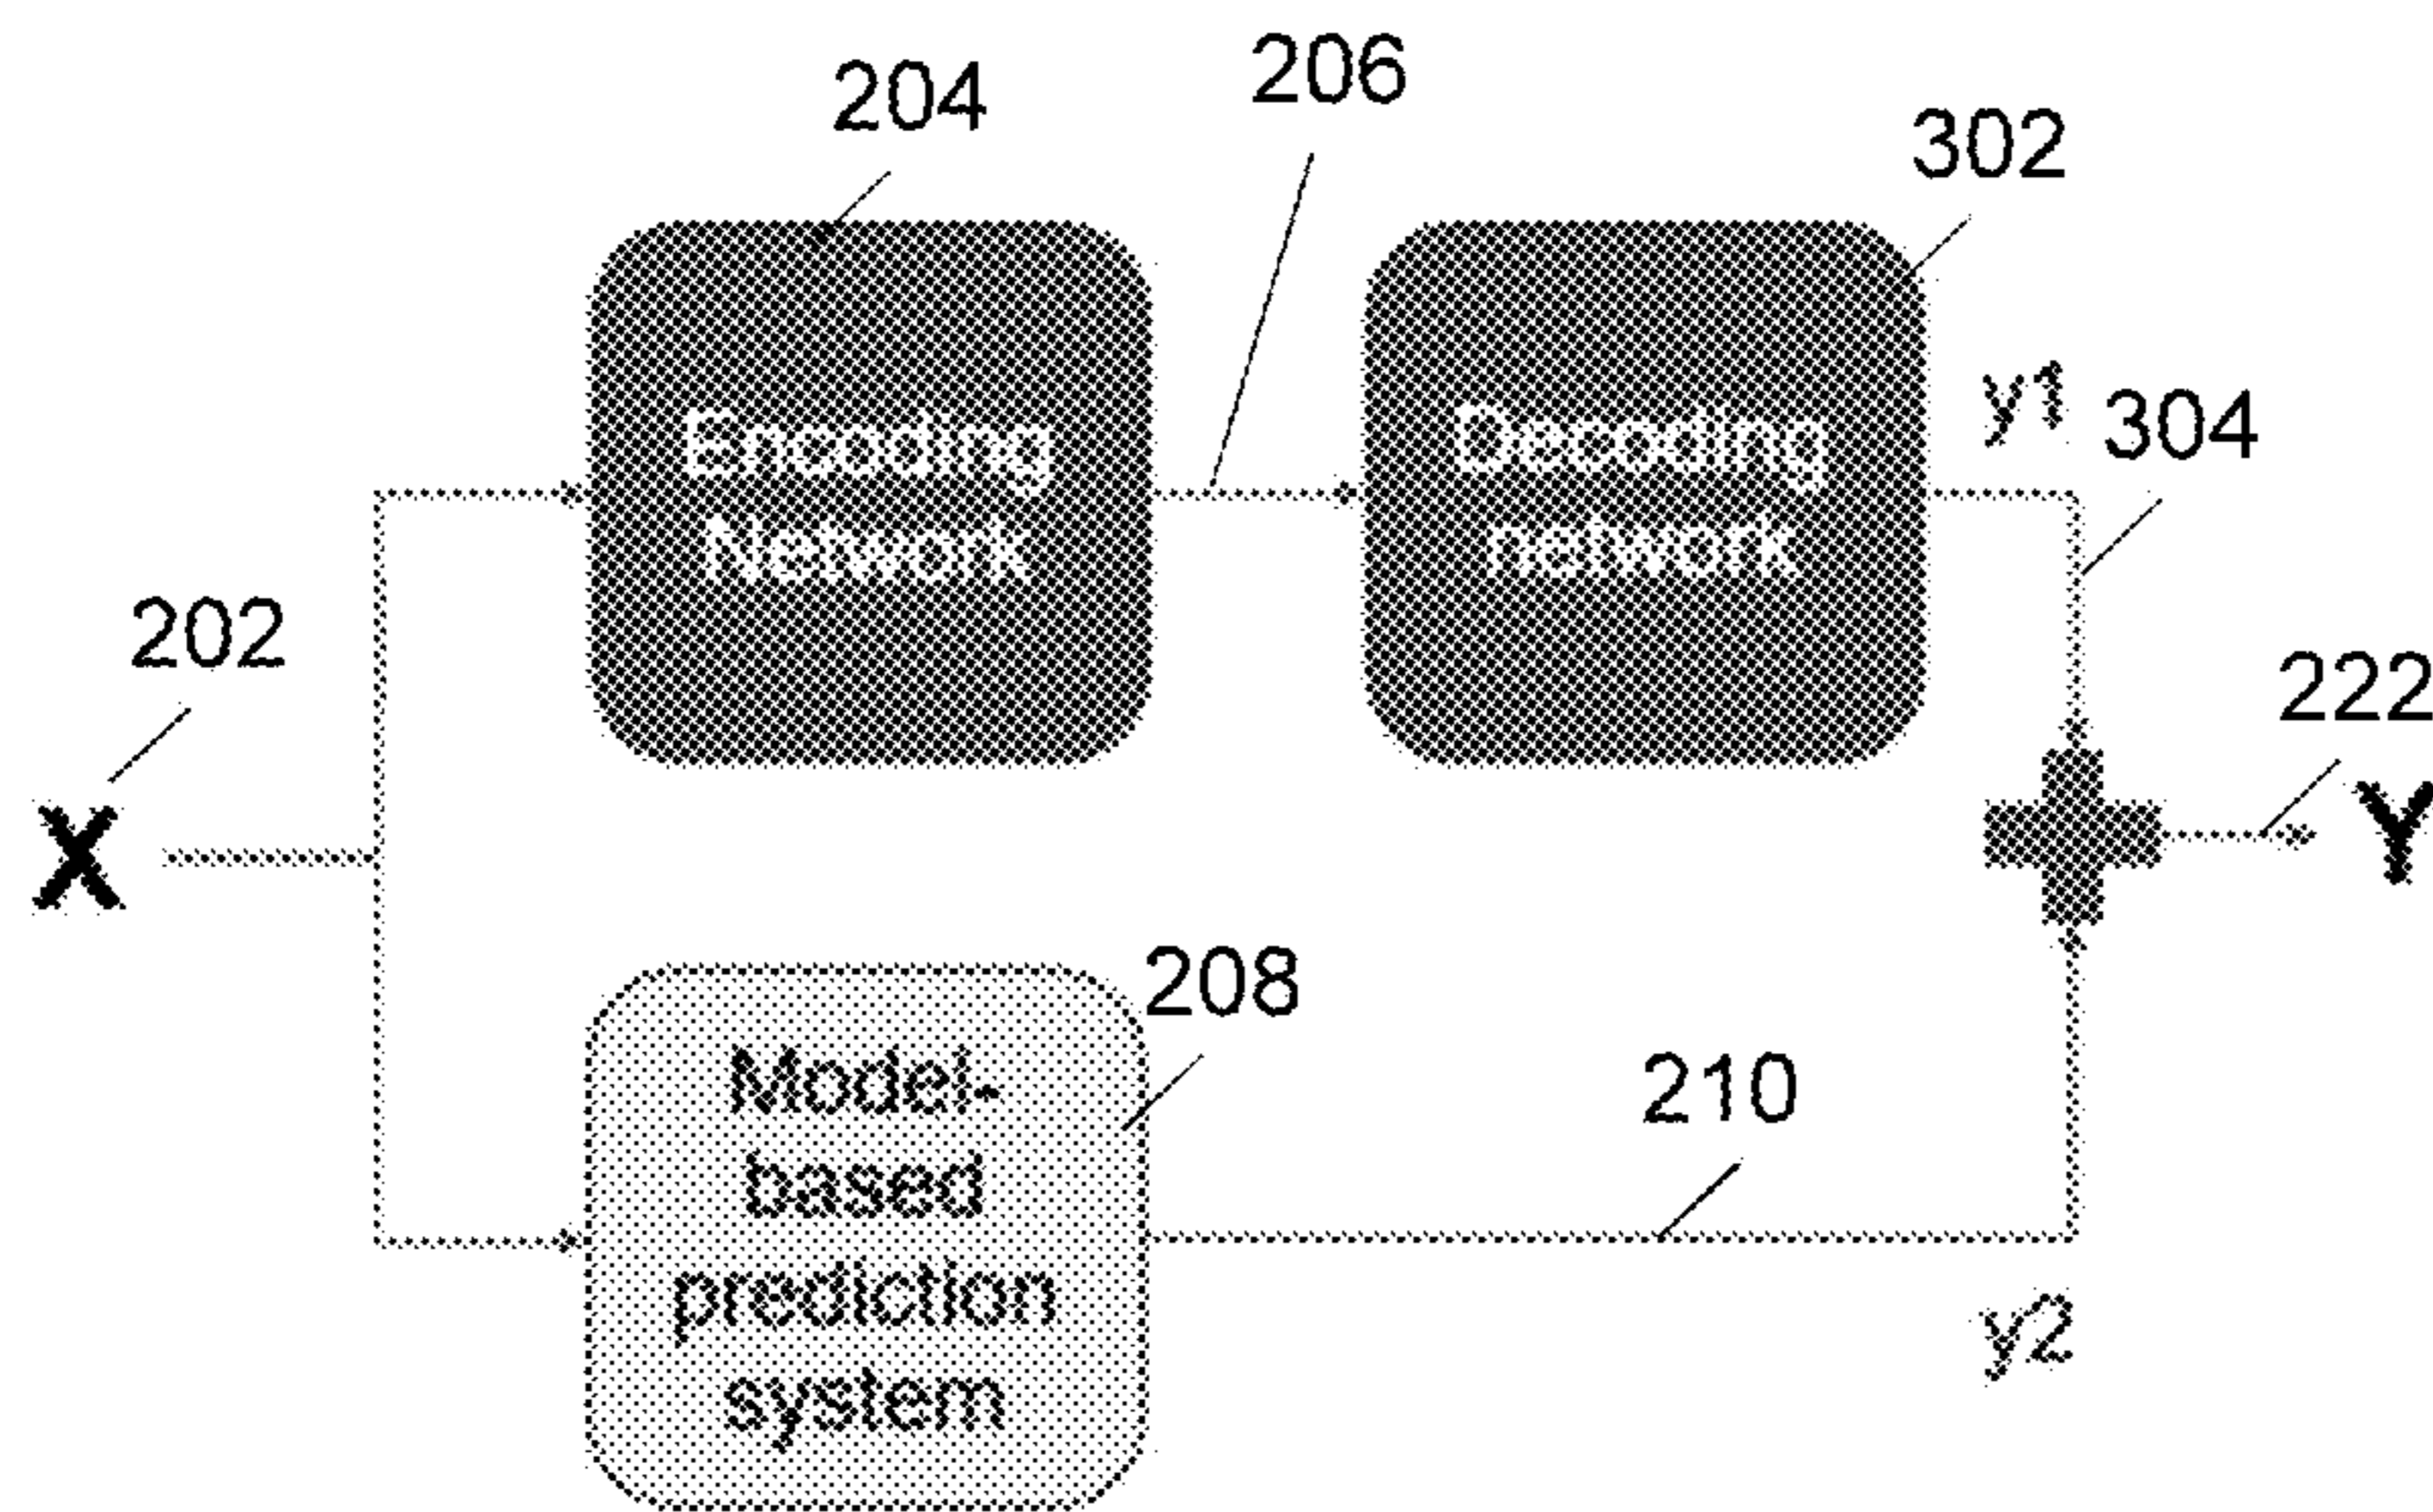 206
204
302
Encoding
Network
Decoding
network
y1
304
202
222
X
Y
208
Model-
based
prediction
system
210
y2